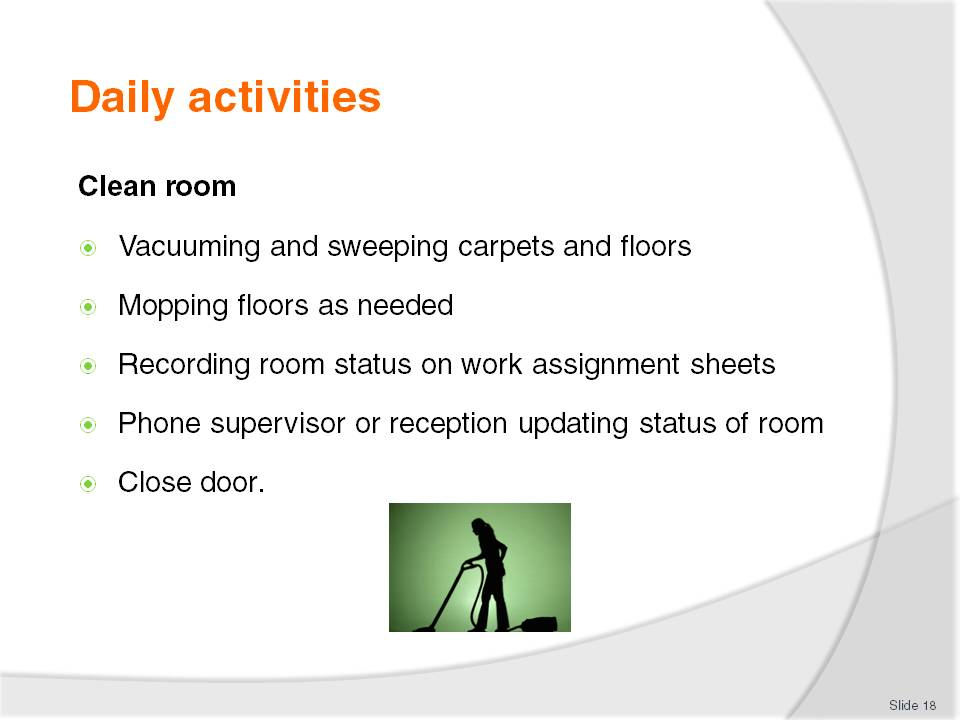 Daily activities
Clean room
Vacuuming and sweeping carpets and floors
Mopping floors as needed
Recording room status on work assignment sheets
Phone supervisor or reception updating status of room
Close door.
Slide 18